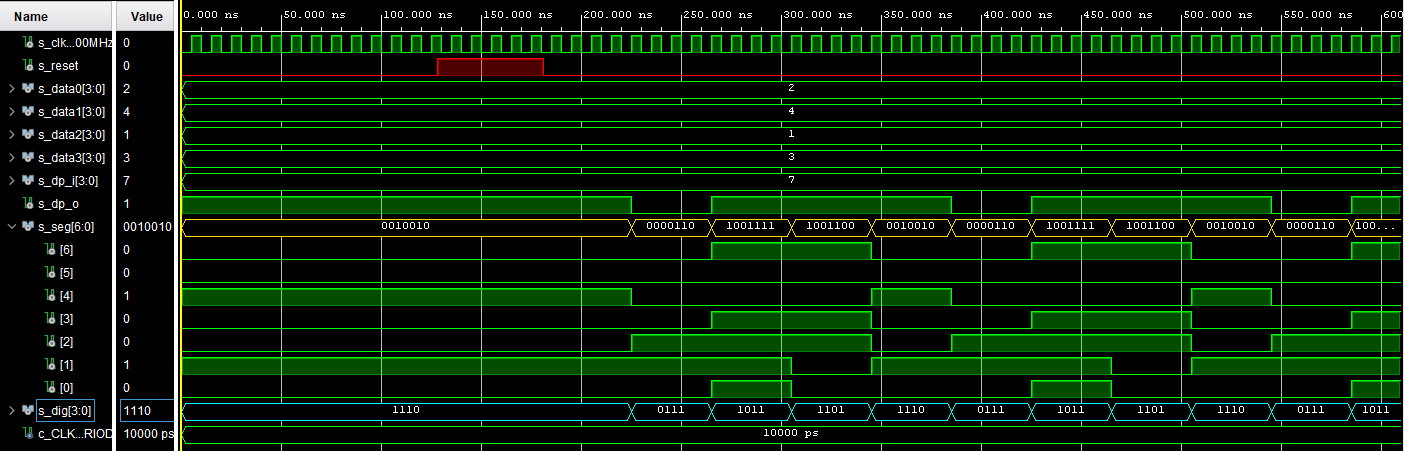 Name Value 0.000 ns 50.000 ns 100.000 ns 150.000 ns 200.000 ns 250.000 ns 300.000 ns 350.000 ns 400.000 ns 450.000 ns 500.000 ns 550.000 ns 600
s_clk...00MHz 0
s_reset 0
s_data0[3:0] 2 2
s_data1[3:0] 4 4
s_data2[3:0] 1 1
s_data3[3:0] 3 3
s_dp_i[3:0] 7 7
s_dp_o 1
s_seg[6:0] 0010010 0010010 0000110 1001111 1001100 0010010 0000110 1001111 1001100 0010010 0000110 100...
[6] 0
[5] 0
[4] 1
[3] 0
[2] 0
[1] 1
[0] 0
s_dig[3:0] 1110 1110 0111 1011 1101 1110 0111 1011 1101 1110 0111 1011
c_CLK...RIOD 10000 ps 10000 ps